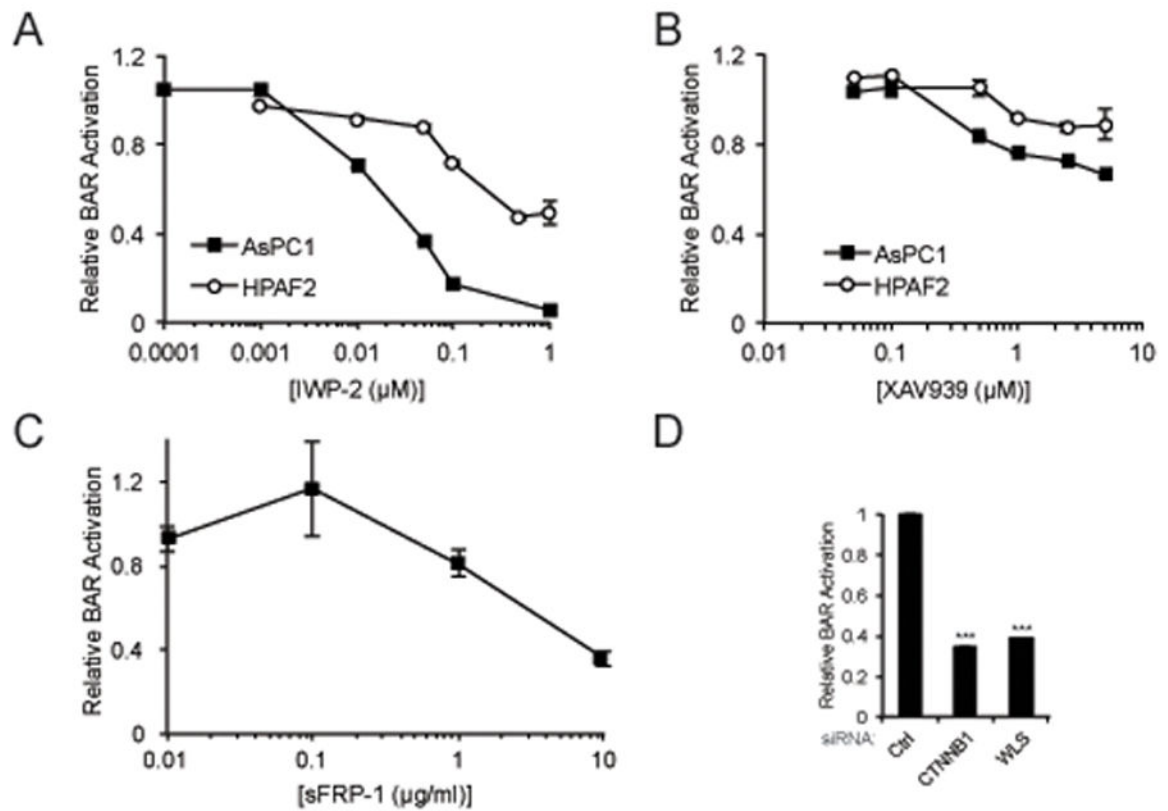 A
Relative BAR Activation
1.2
0.8
0.4
0
AsPC1
HPAF2
0.0001 0.001 0.01 0.1 1
[IWP-2 (µM)]
B
Relative BAR Activation
1.2
0.8
0.4
0
AsPC1
HPAF2
0.01 0.1 1 10
[XAV939 (µM)]
C
Relative BAR Activation
1.2
0.8
0.4
0
0.01 0.1 1 10
[sFRP-1 (µg/ml)]
D
Relative BAR Activation
1
0.8
0.6
0.4
0.2
0
*** ***
siRNA: Ctrl CTNNB1 WLS